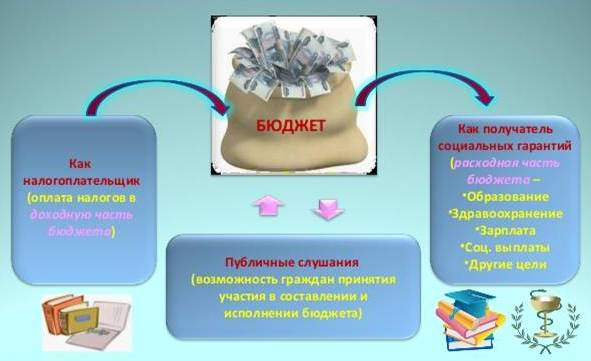 БЮДЖЕТ
Как
налогоплательщик
(оплата налогов в
доходную часть
бюджета)
Как получатель
социальных гарантий
(расходная часть
бюджета –
•Образование
•Здравоохранение
•Зарплата
•Соц. выплаты
•Другие цели
Публичные слушания
(возможность граждан принятия
участия в составлении и
исполнении бюджета)